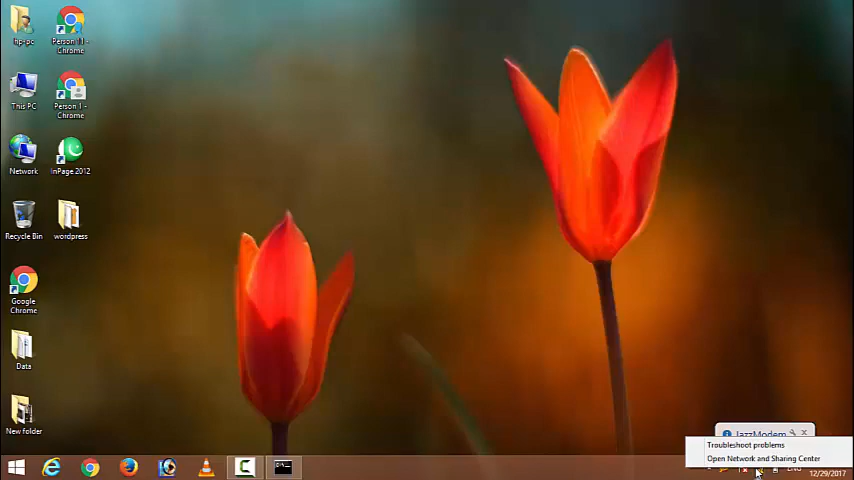 hp-pc
Person 11 -
Chrome
This PC
Person 1 -
Chrome
Network
InPage 2012
Recycle Bin
wordpress
Google
Chrome
Data
New folder
JazzModem
Troubleshoot problems
Open Network and Sharing Center
ENG
12/29/2017